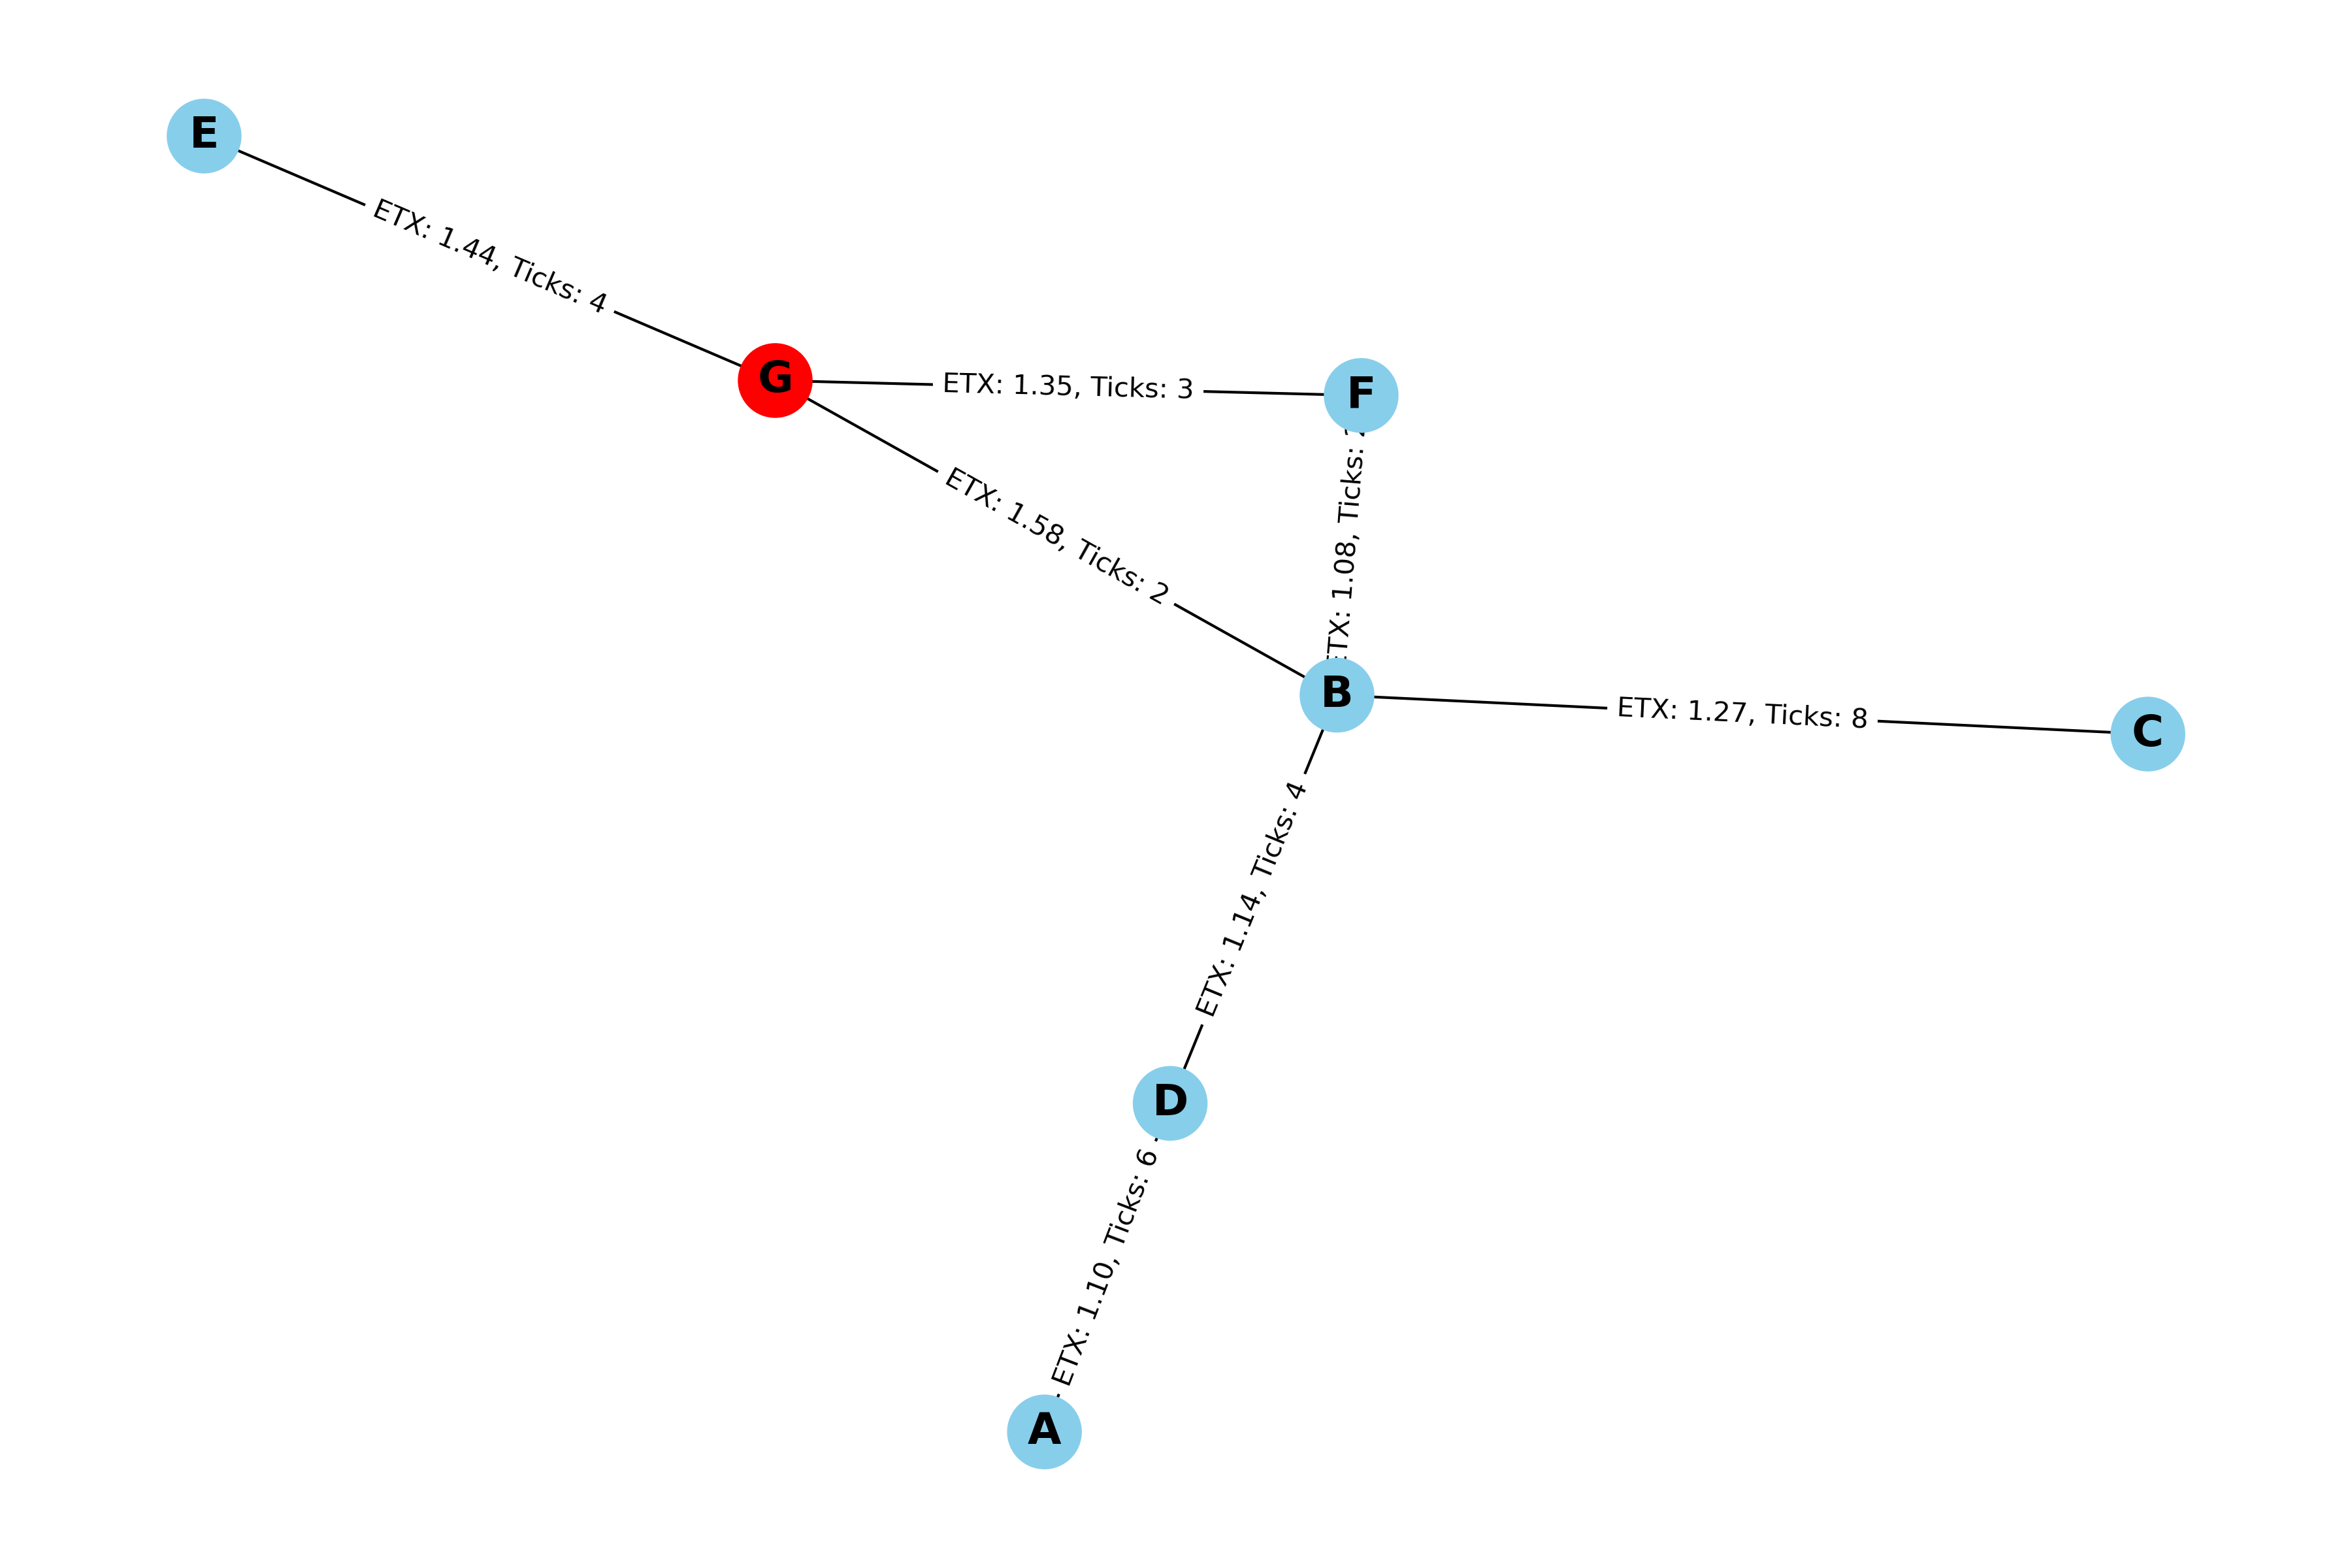 E
ETX: 1.44, Ticks: 4
G
ETX: 1.35, Ticks: 3
F
ETX: 1.58, Ticks: 2
ETX: 1.08, Ticks:
B
ETX: 1.27, Ticks: 8
C
ETX: 1.14, Ticks: 4
D
ETX: 1.10, Ticks: 6
A